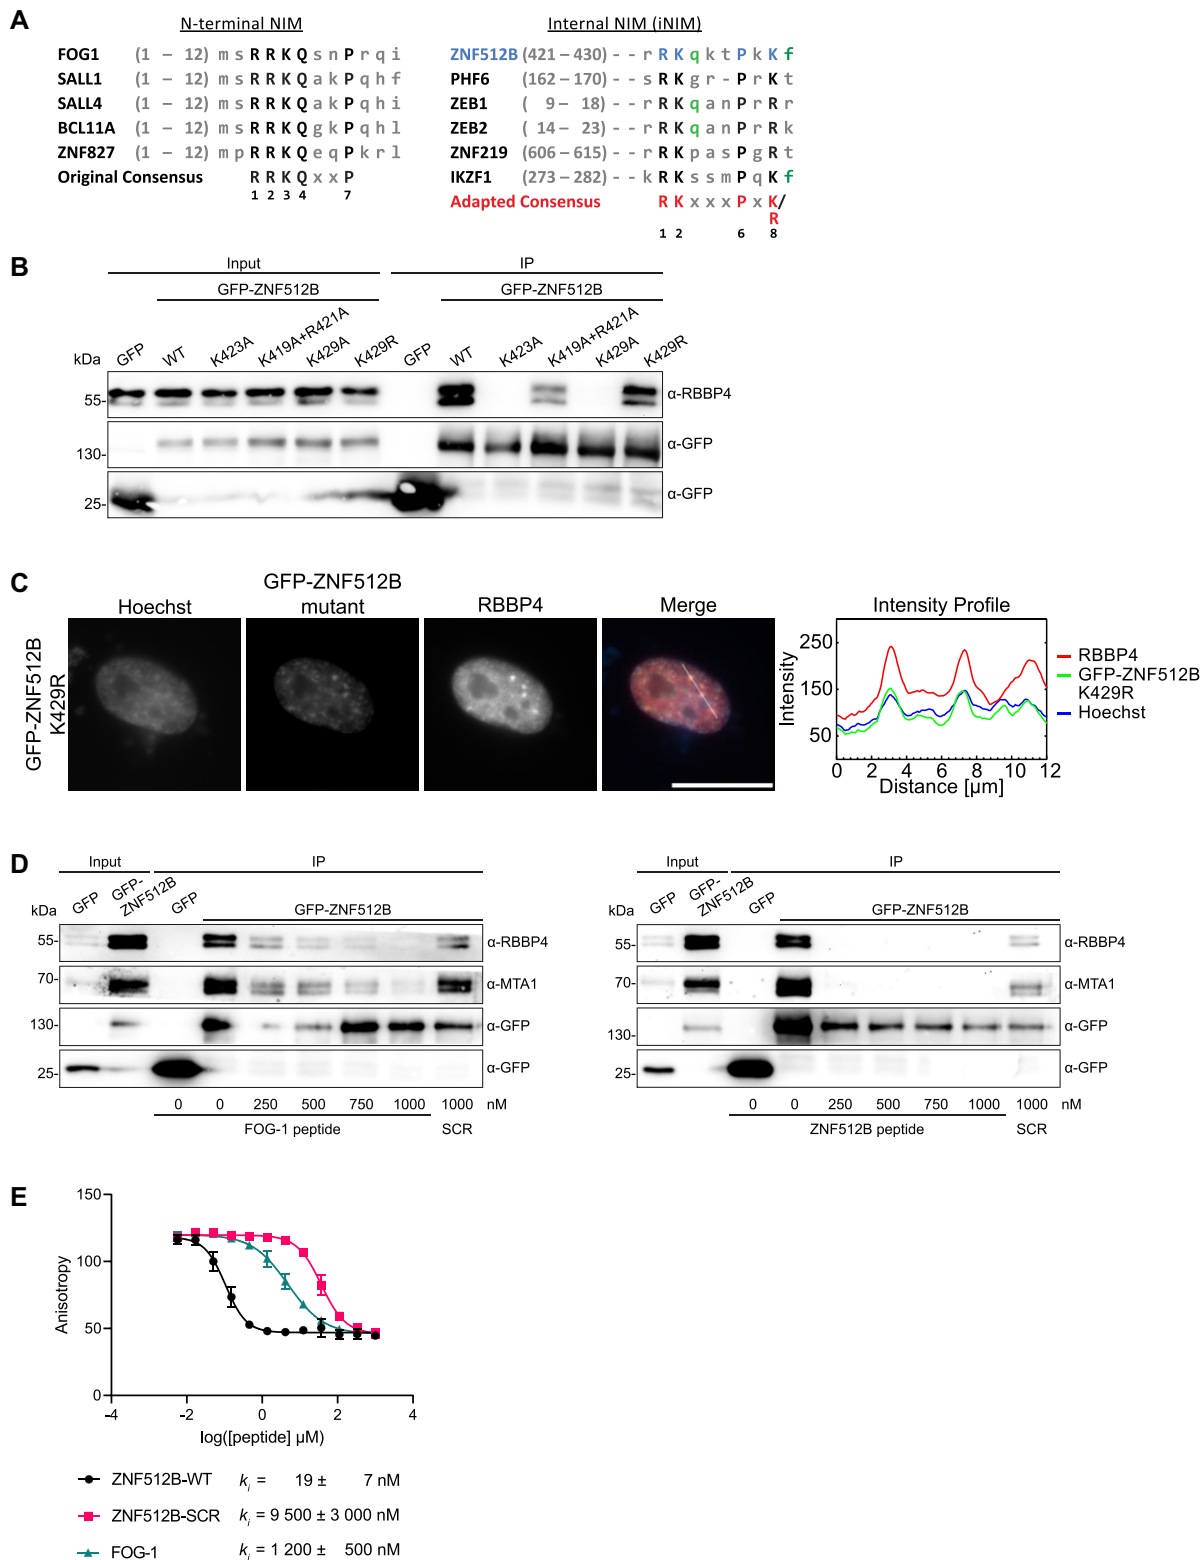 A
N-terminal NIM
FOG1 (1 – 12) m s R R K Q s n P r q i
SALL1 (1 – 12) m s R R K Q a k P q h f
SALL4 (1 – 12) m s R R K Q a k P q h i
BCL11A (1 – 12) m s R R K Q g k P q h l
ZNF827 (1 – 12) m p R R K Q e q P k r l
Original Consensus R R K Q x x P
1 2 3 4 7
Internal NIM (iNIM)
ZNF512B (421 – 430) - - r R K q k t P k K f
PHF6 (162 – 170) - - s R K g r - P r K t
ZEB1 ( 9 – 18) - - r R K q a n P r R r
ZEB2 ( 14 – 23) - - r R K q a n P r R k
ZNF219 (606 – 615) - - r R K p a s P g R t
IKZF1 (273 – 282) - - k R K s s m P q K f
Adapted Consensus R K x x x P x K/
R
1 2 6 8
B
Input IP
GFP-ZNF512B GFP-ZNF512B
kDa GFP WT K423A K419A+R421A K429A K429R GFP WT K423A K419A+R421A K429A K429R
55- α-RBBP4
130- α-GFP
25- α-GFP
C
Hoechst GFP-ZNF512B mutant RBBP4 Merge Intensity Profile
GFP-ZNF512B K429R
Intensity
250
150
50
0 2 4 6 8 10 12
Distance [µm]
RBBP4
GFP-ZNF512B
K429R
Hoechst
D
Input IP
kDa GFP GFP-ZNF512B GFP GFP-ZNF512B
55- α-RBBP4
70- α-MTA1
130- α-GFP
25- α-GFP
0 0 250 500 750 1000 1000 nM
FOG-1 peptide SCR
Input IP
kDa GFP GFP-ZNF512B GFP GFP-ZNF512B
55- α-RBBP4
70- α-MTA1
130- α-GFP
25- α-GFP
0 0 250 500 750 1000 1000 nM
ZNF512B peptide SCR
E
Anisotropy
150
100
50
0
−4 −2 0 2 4
log([peptide] µM)
ZNF512B-WT ki = 19 ± 7 nM
ZNF512B-SCR ki = 9 500 ± 3 000 nM
FOG-1 ki = 1 200 ± 500 nM